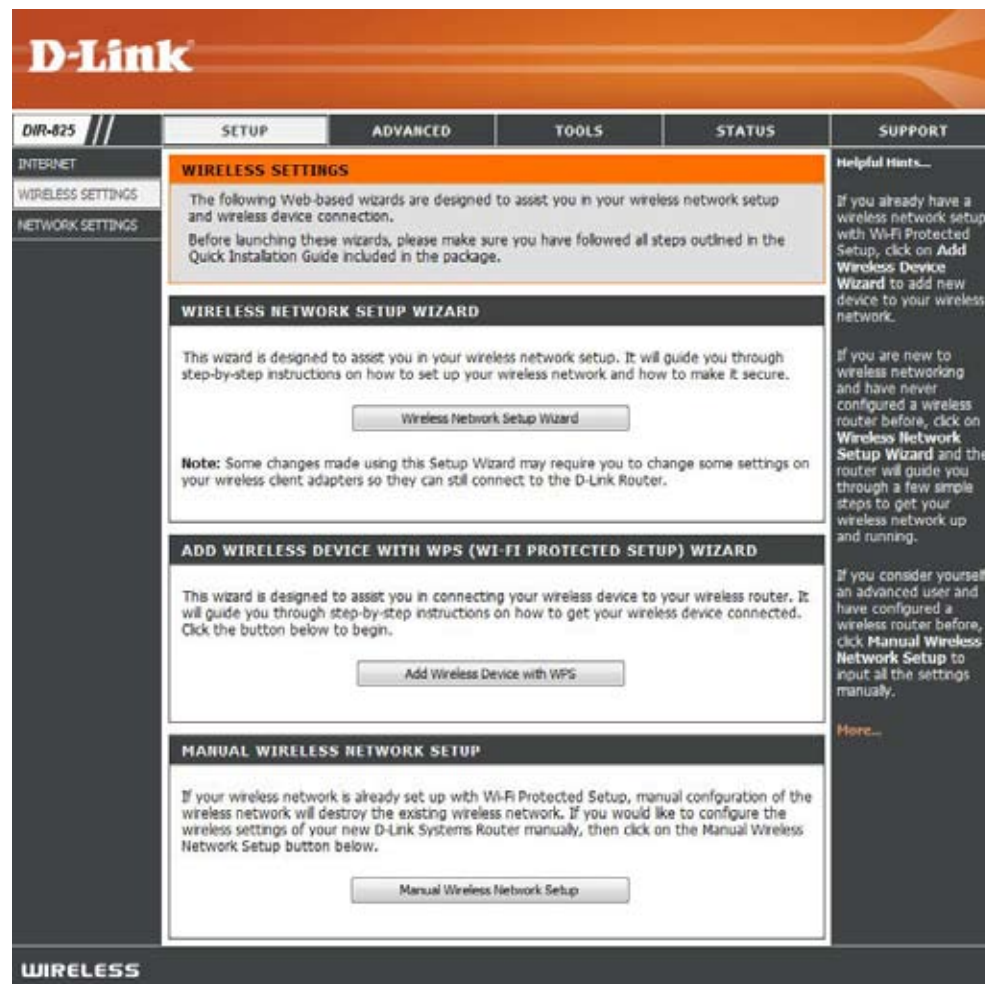 D-Link
DIR-825
SETUP
ADVANCED
TOOLS
STATUS
SUPPORT
INTERNET
WIRELESS SETTINGS
NETWORK SETTINGS
WIRELESS SETTINGS
The following Web-based wizards are designed to assist you in your wireless network setup
and wireless device connection.
Before launching these wizards, please make sure you have followed all steps outlined in the
Quick Installation Guide included in the package.
WIRELESS NETWORK SETUP WIZARD
This wizard is designed to assist you in your wireless network setup. It will guide you through
step-by-step instructions on how to set up your wireless network and how to make it secure.
Wireless Network Setup Wizard
Note: Some changes made using this Setup Wizard may require you to change some settings on
your wireless client adapters so they can still connect to the D-Link Router.
ADD WIRELESS DEVICE WITH WPS (WI-FI PROTECTED SETUP) WIZARD
This wizard is designed to assist you in connecting your wireless device to your wireless router. It
will guide you through step-by-step instructions on how to get your wireless device connected.
Click the button below to begin.
Add Wireless Device with WPS
MANUAL WIRELESS NETWORK SETUP
If your wireless network is already set up with Wi-Fi Protected Setup, manual confguration of the
wireless network will destroy the existing wireless network. If you would like to configure the
wireless settings of your new D-Link Systems Router manually, then click on the Manual Wireless
Network Setup button below.
Manual Wireless Network Setup
Helpful Hints...
If you already have a
wireless network setup
with Wi-Fi Protected
Setup, click on Add
Wireless Device
Wizard to add new
device to your wireless
network.
If you are new to
wireless networking
and have never
configured a wireless
router before, click on
Wireless Network
Setup Wizard and the
router will guide you
through a few simple
steps to get your
wireless network up
and running.
If you consider yourself
an advanced user and
have configured a
wireless router before,
click Manual Wireless
Network Setup to
input all the settings
manually.
More...
WIRELESS